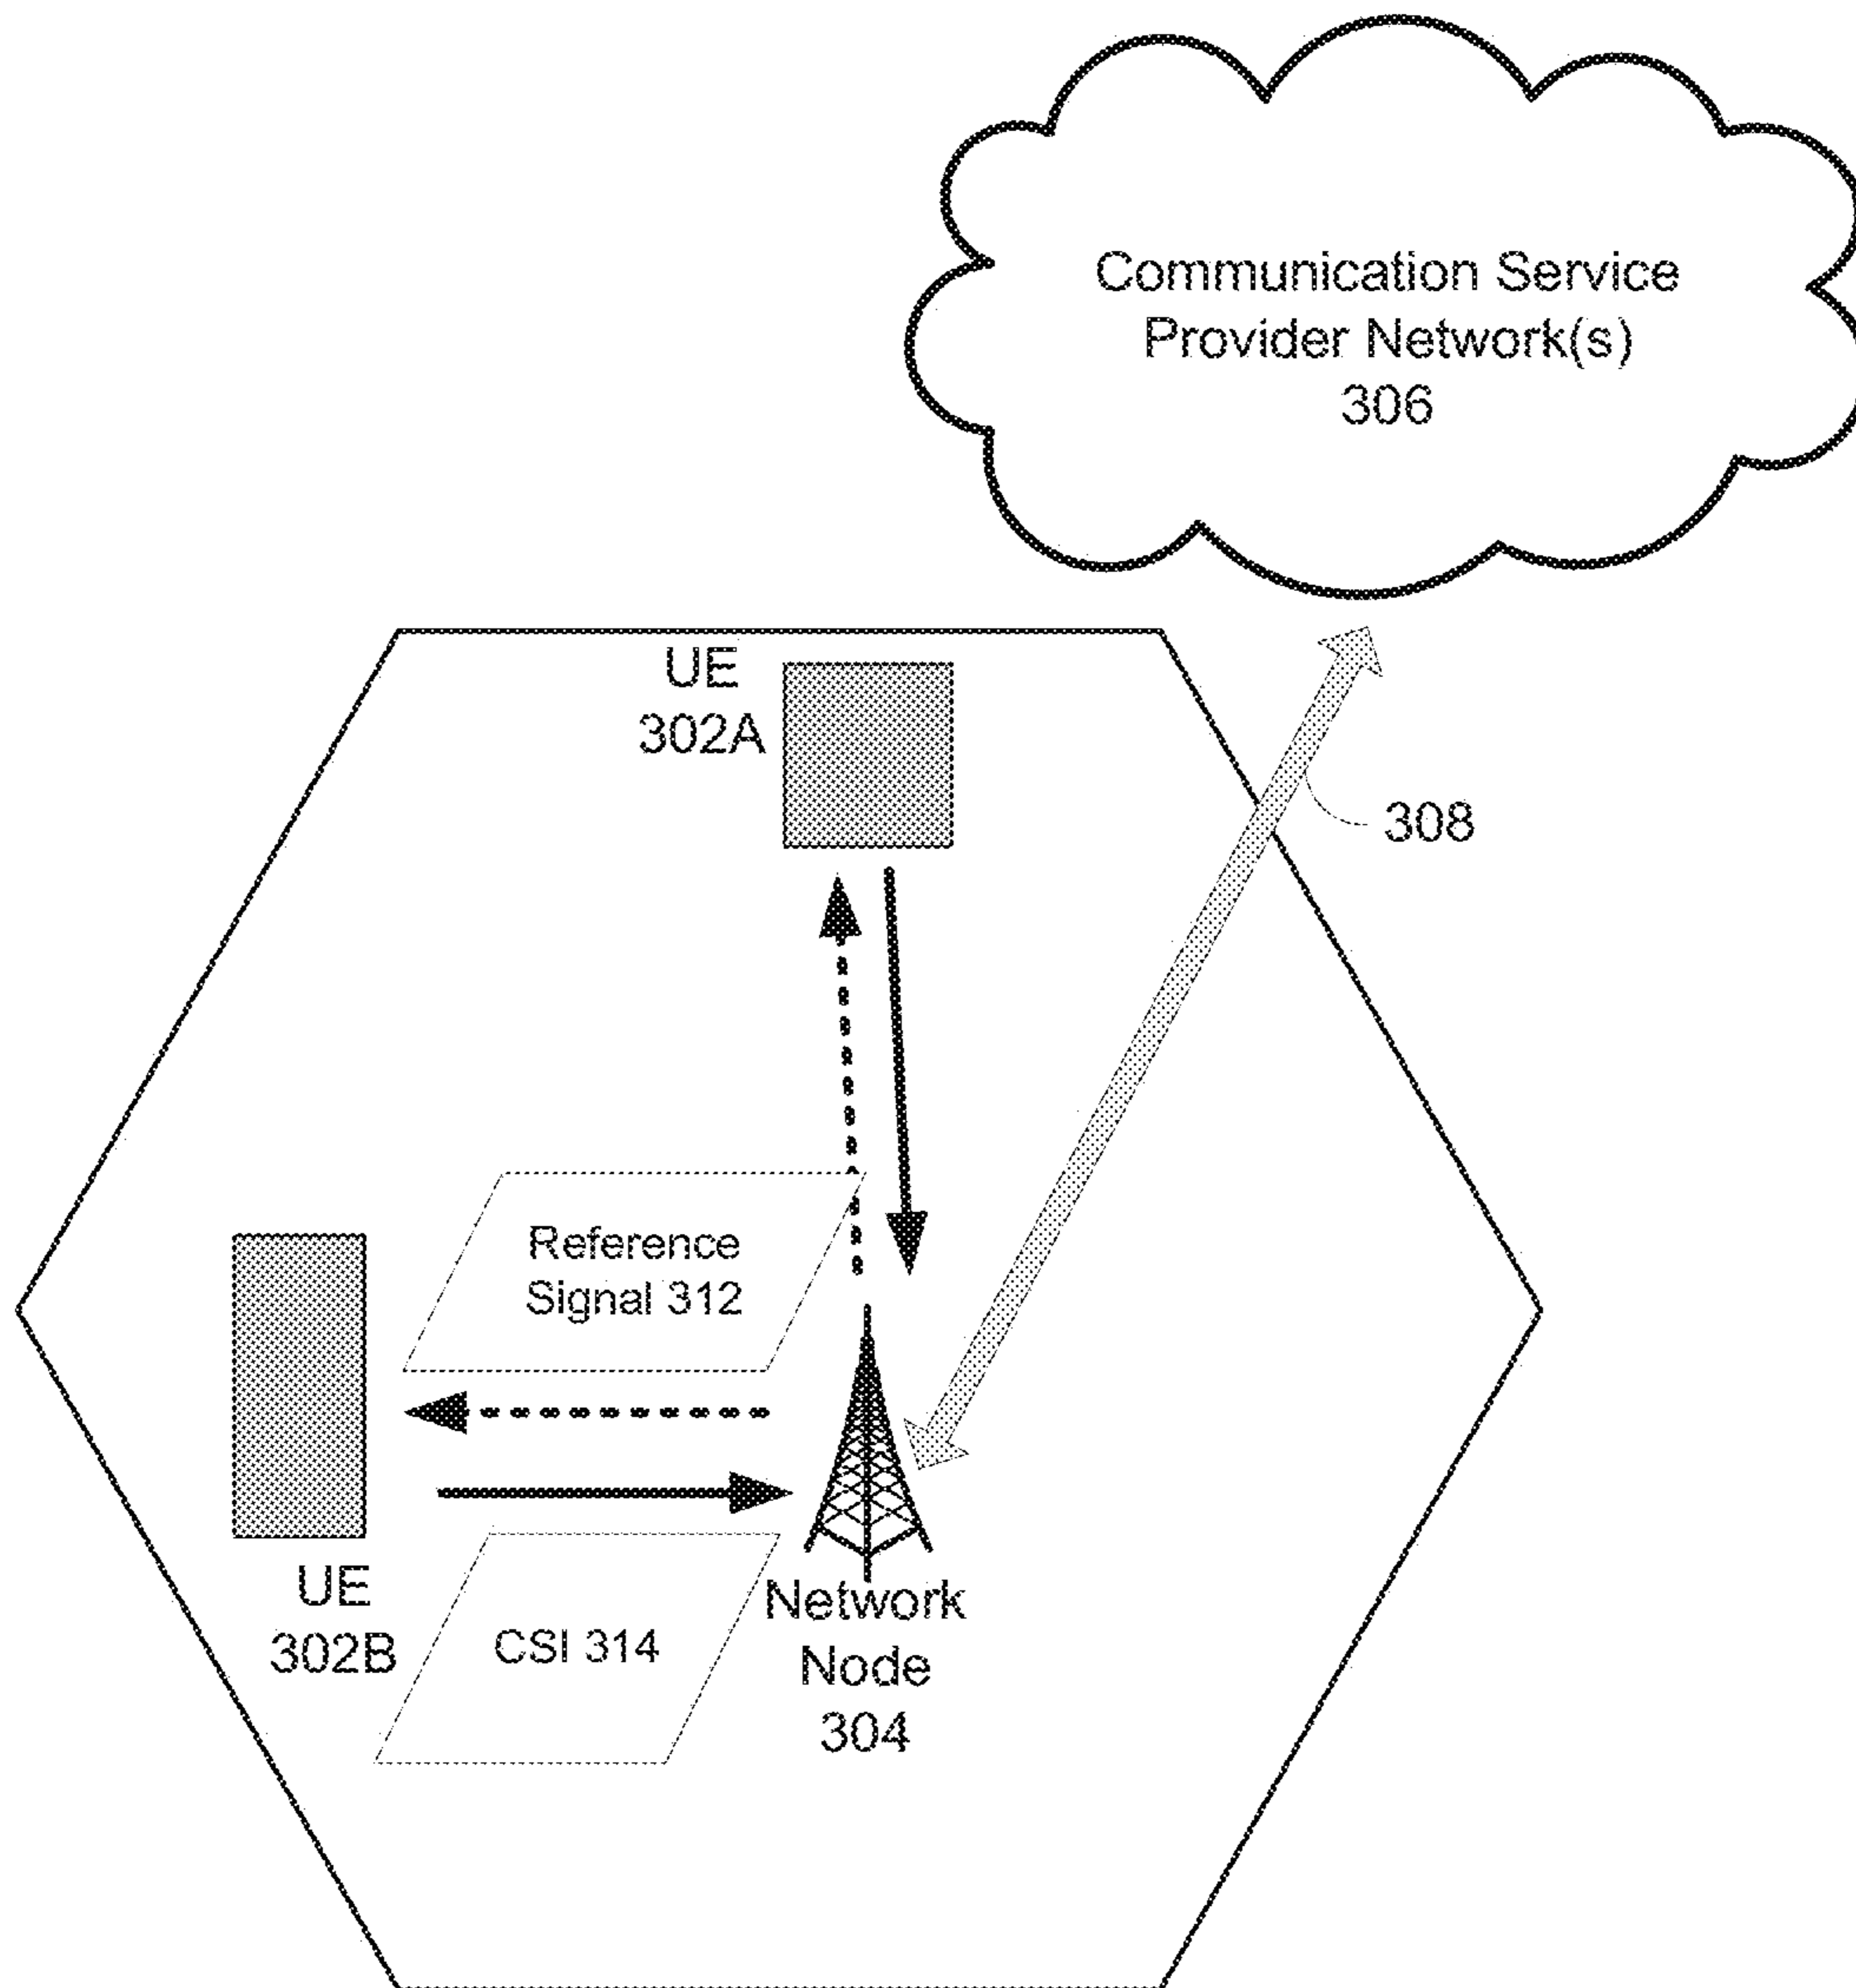 Communication Service
Provider Network(s)
306
UE
302A
308
Reference
Signal 312
UE
302B
CSI 314
Network
Node
304